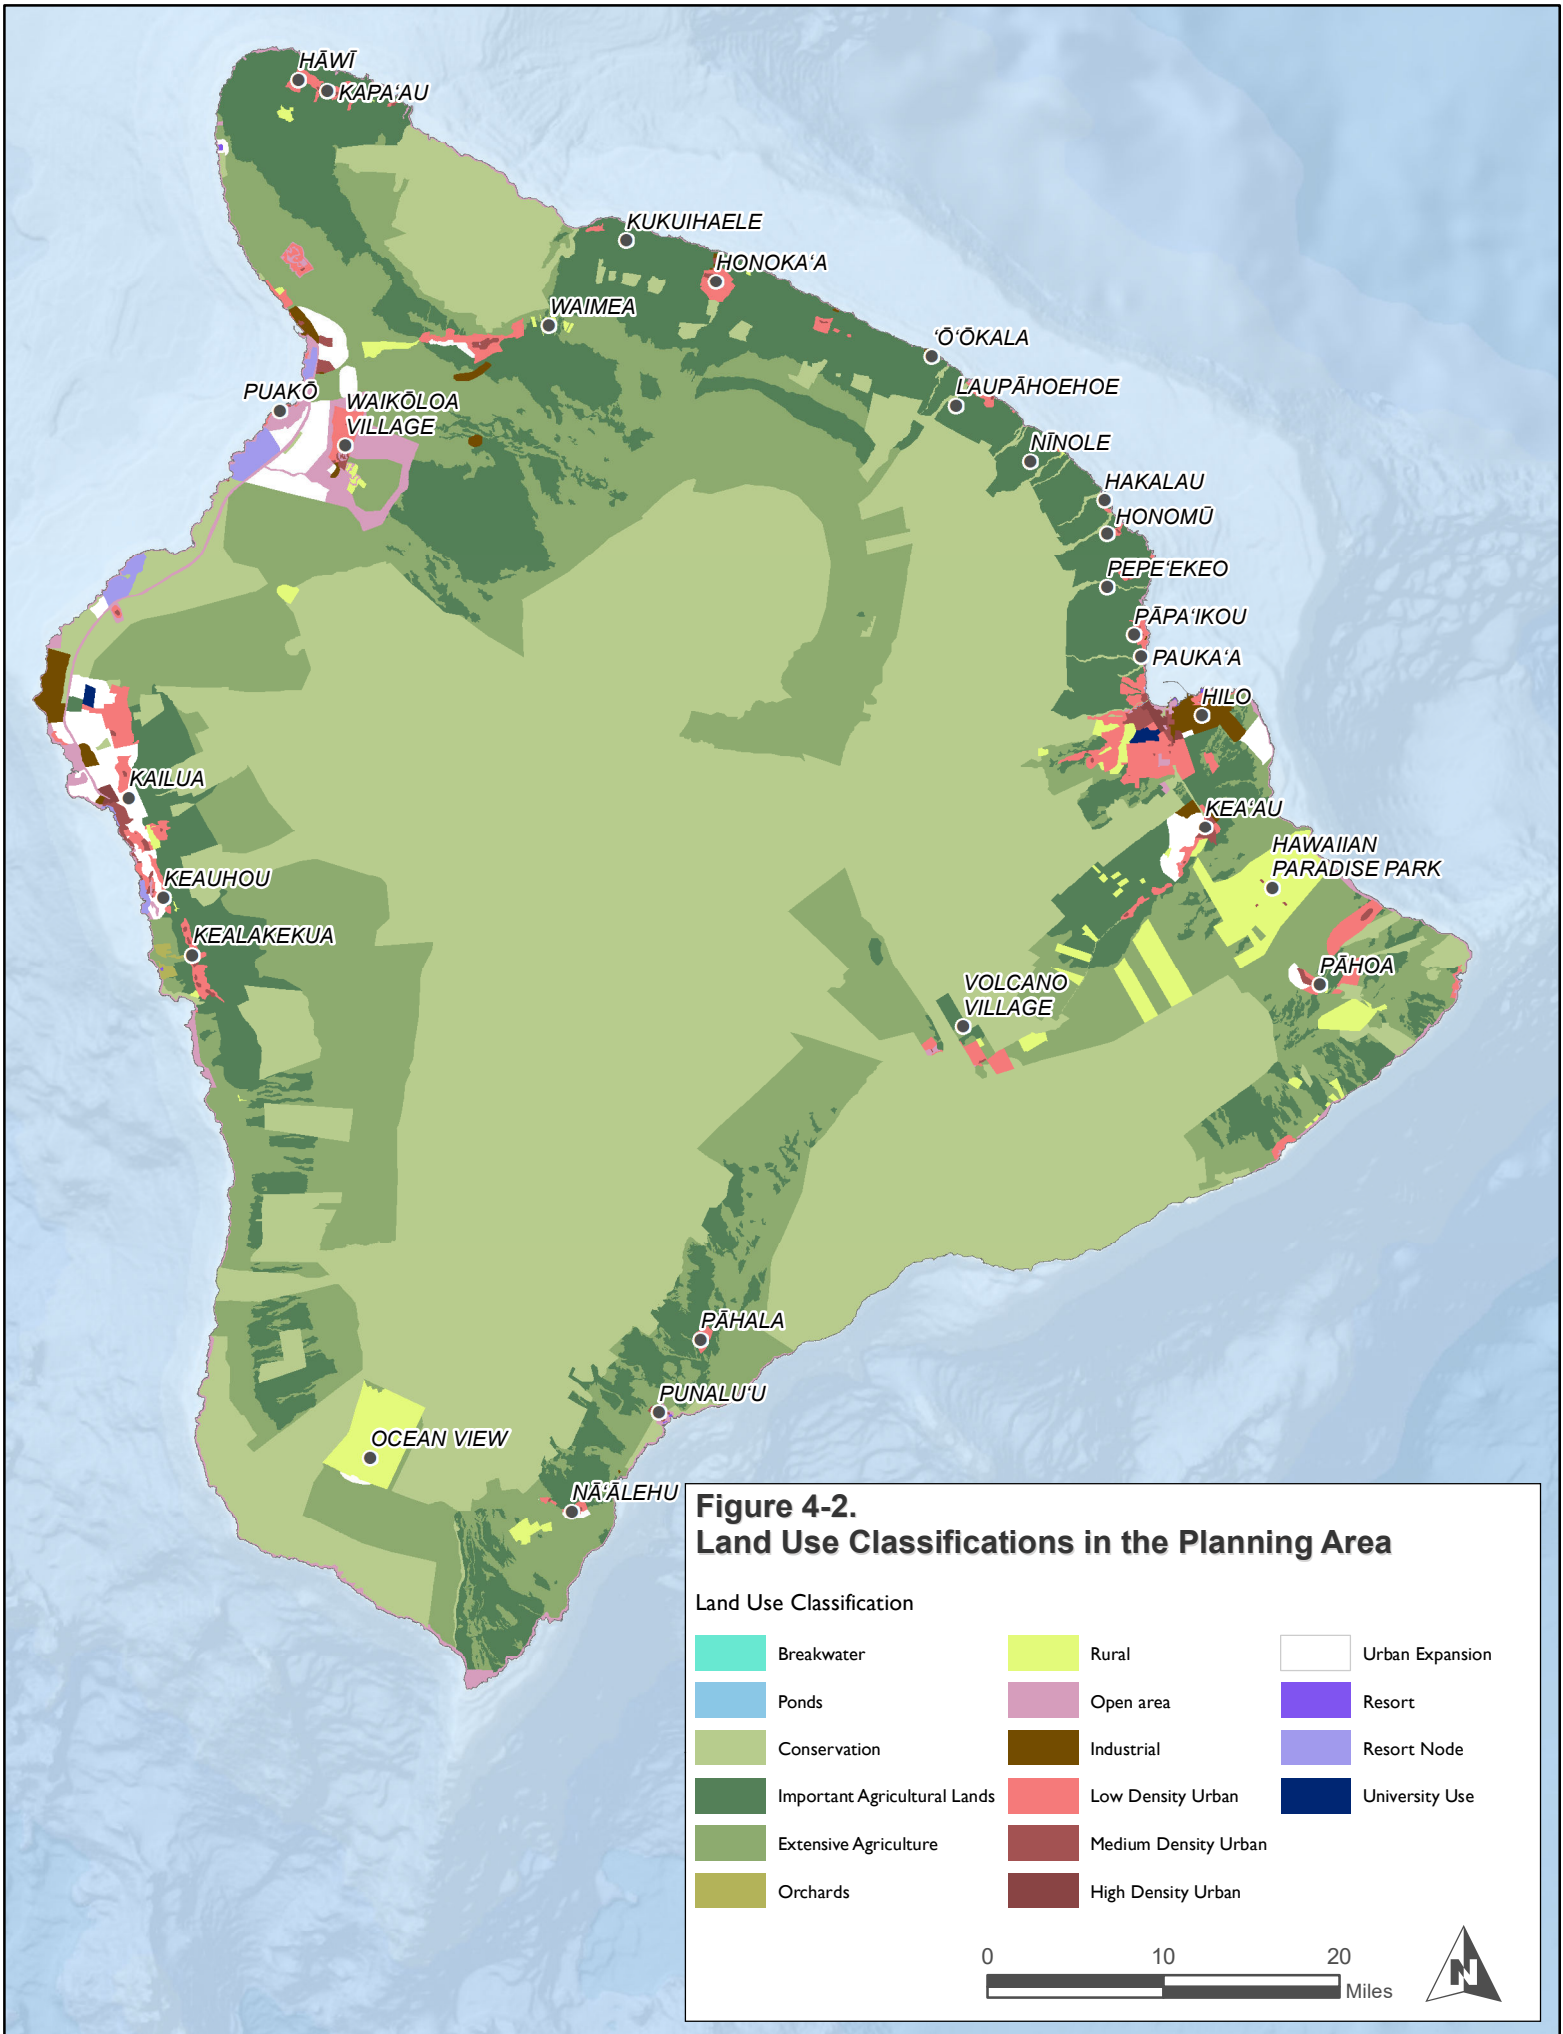 HĀWĪ
KAPAʻAU
KUKUIHAELE
HONOKAʻA
WAIMEA
ʻŌʻŌKALA
PUAKŌ
WAIKŌLOA
VILLAGE
LAUPĀHOEHOE
NĪNOLE
HAKALAU
HONOMŪ
PEPEʻEKEO
PĀPAʻIKOU
PAUKAʻA
HILO
KAILUA
KEAʻAU
HAWAIIAN
PARADISE PARK
KEAUHOU
KEALAKEKUA
PĀHOA
VOLCANO
VILLAGE
PĀHALA
PUNALUʻU
OCEAN VIEW
NĀʻĀLEHU
Figure 4-2.
Land Use Classifications in the Planning Area
Land Use Classification
Breakwater
Ponds
Conservation
Important Agricultural Lands
Extensive Agriculture
Orchards
Rural
Open area
Industrial
Low Density Urban
Medium Density Urban
High Density Urban
Urban Expansion
Resort
Resort Node
University Use
0 10 20
Miles
N